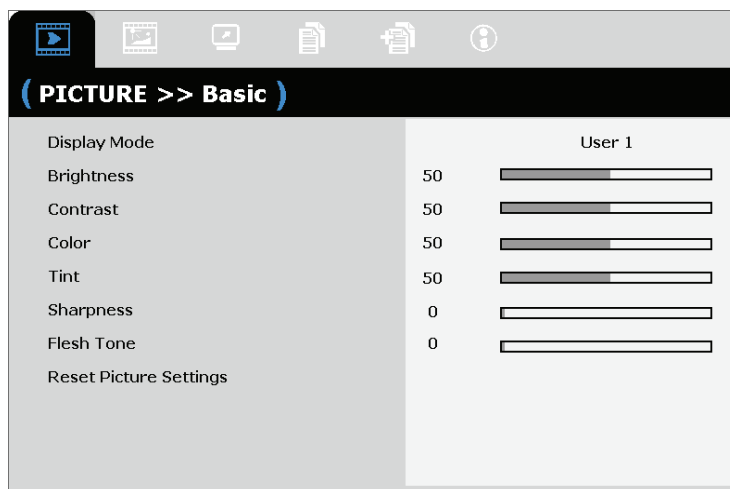 ( PICTURE >> Basic )
Display Mode User 1
Brightness 50
Contrast 50
Color 50
Tint 50
Sharpness 0
Flesh Tone 0
Reset Picture Settings